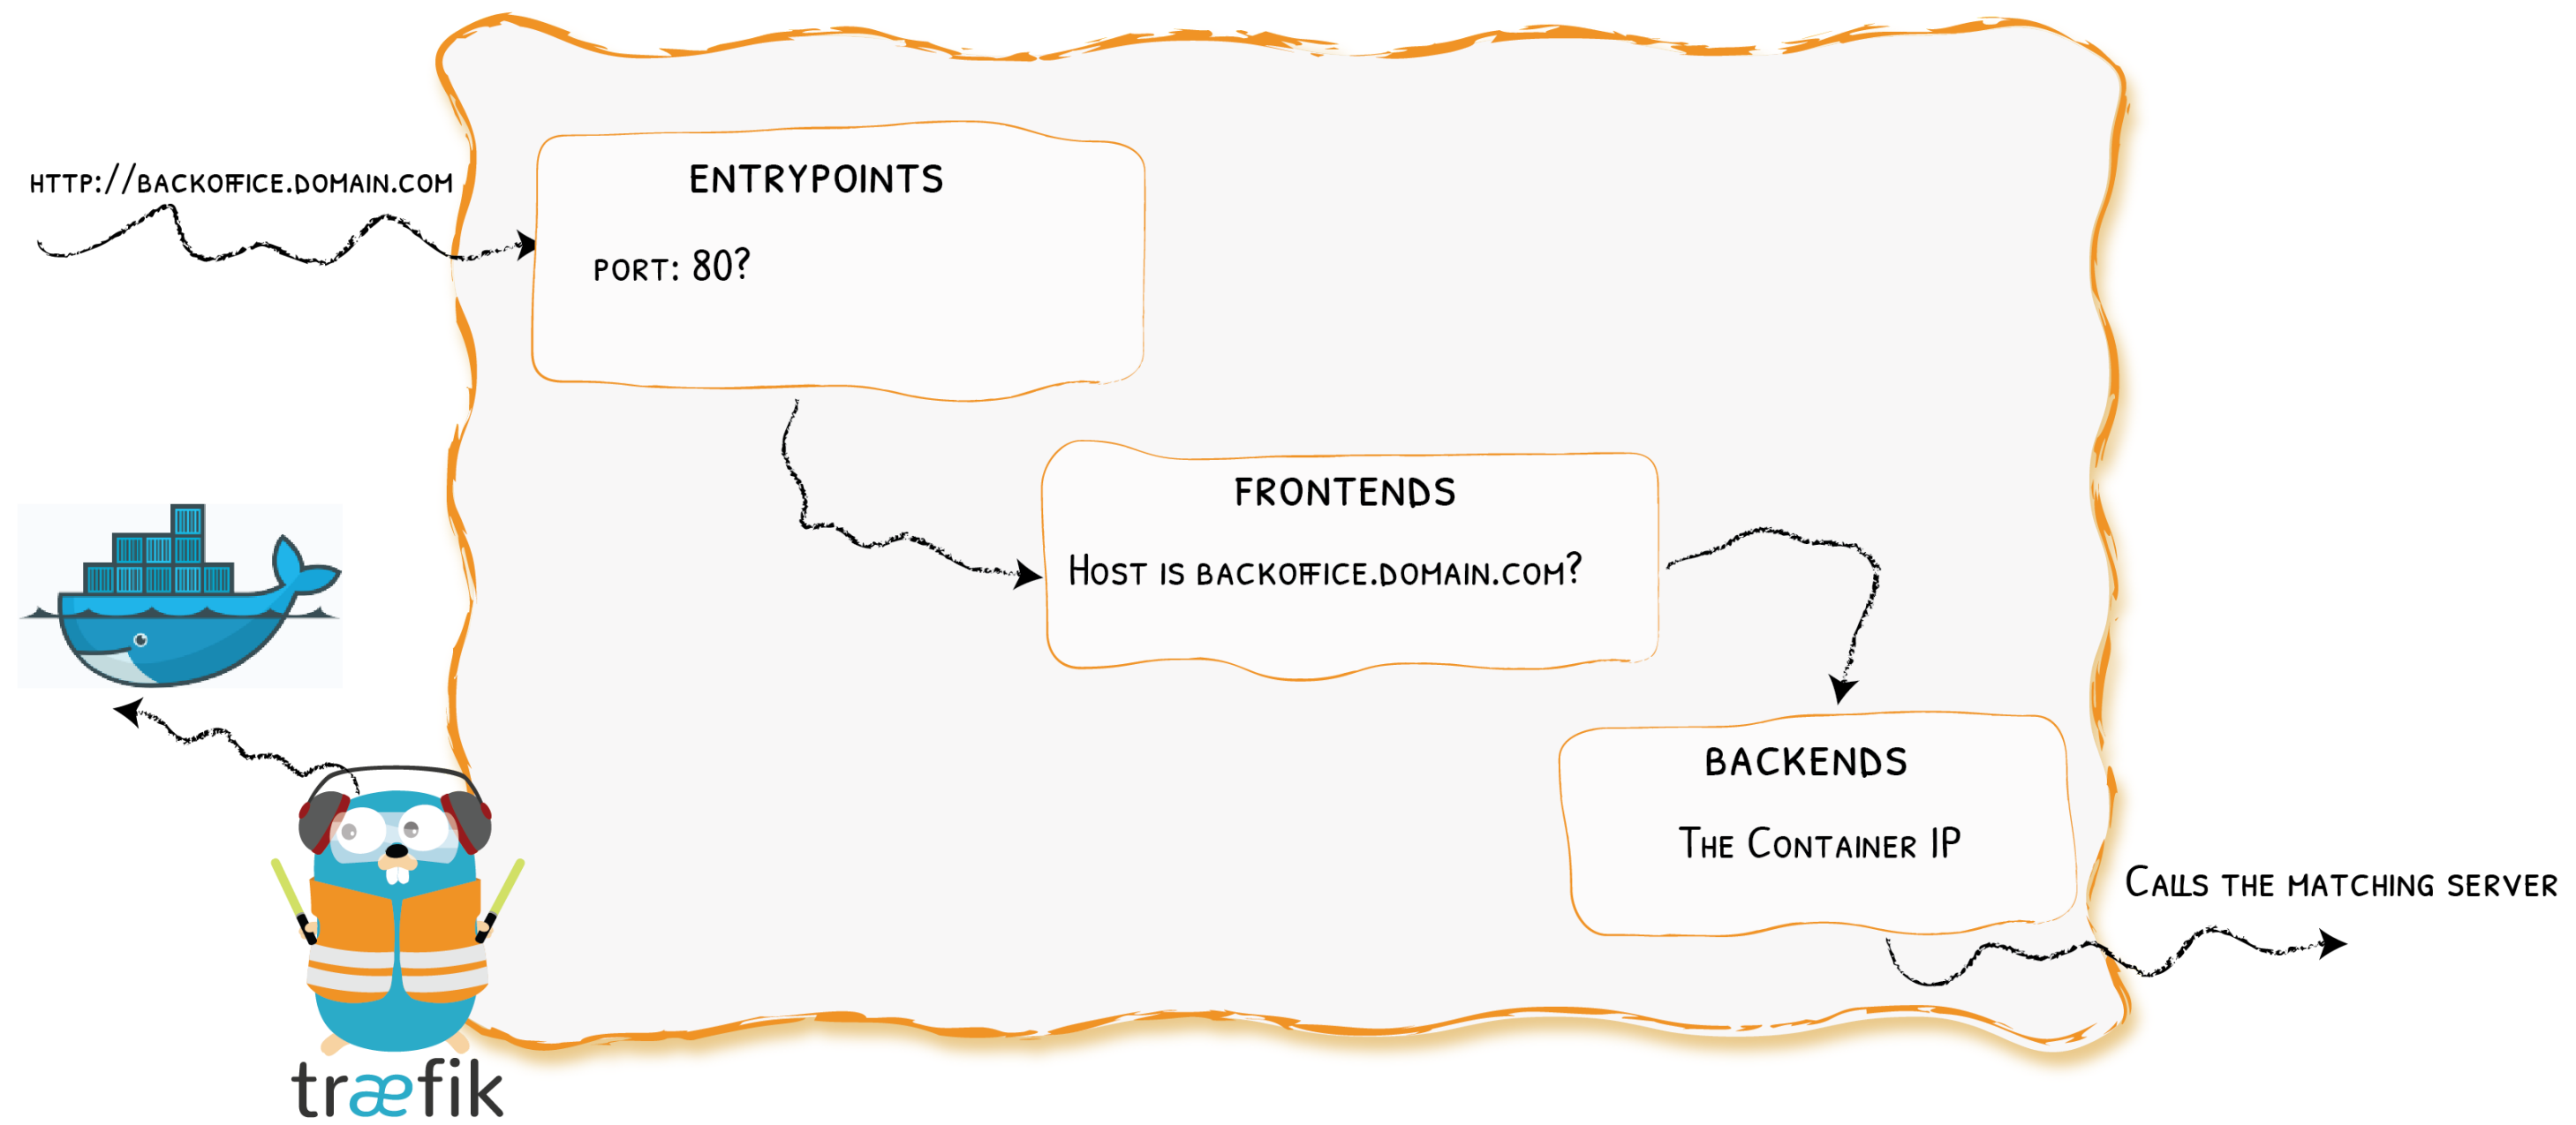 HTTP://BACKOFFICE.DOMAIN.COM
ENTRYPOINTS
PORT: 80?
FRONTENDS
HOST IS BACKOFFICE.DOMAIN.COM?
BACKENDS
THE CONTAINER IP
CALLS THE MATCHING SERVER
træfik